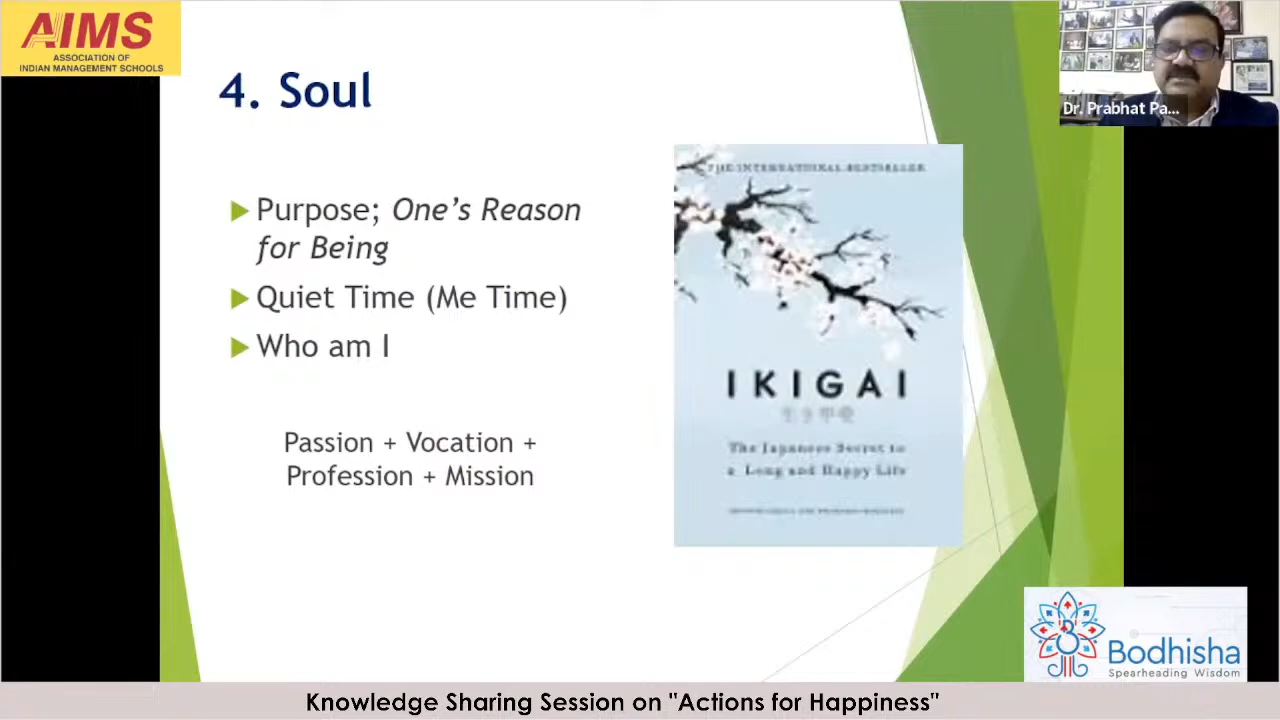 AIMS
ASSOCIATION OF
INDIAN MANAGEMENT SCHOOLS
4. Soul
Dr. Prabhat Pa...
Purpose; One's Reason
for Being
Quiet Time (Me Time)
Who am I
Passion + Vocation +
Profession + Mission
THE INTERNATIONAL BESTSELLER
IKIGAI
The Japanese Secret to
a Long and Happy Life
Bodhisha
Spearheading Wisdom
Knowledge Sharing Session on "Actions for Happiness"